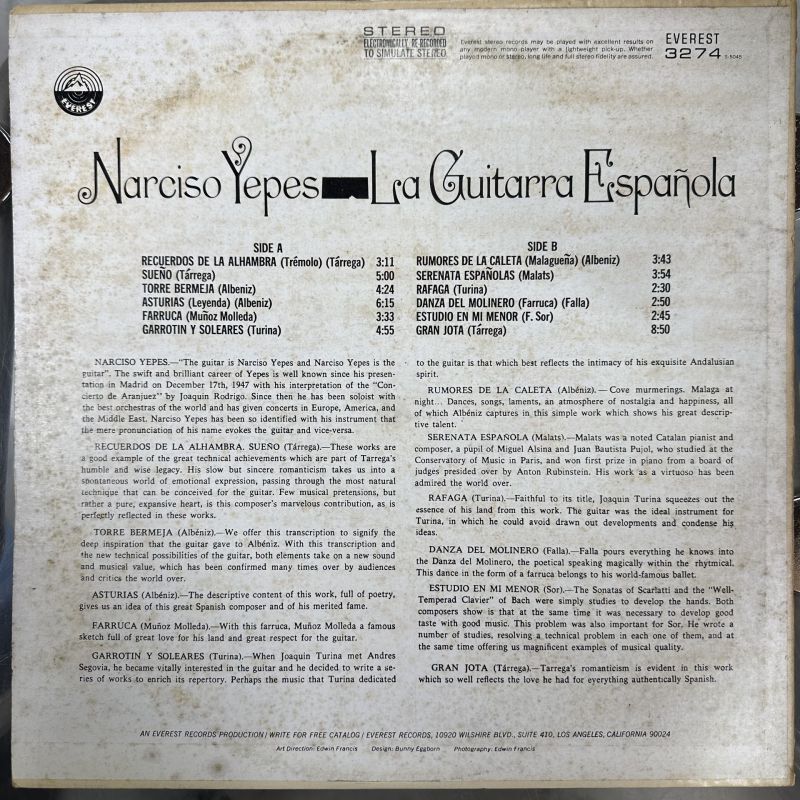 STEREO
ELECTRONICALLY RE-RECORDED
TO SIMULATE STEREO
Everest stereo records may be played with excellent results on
any modern mono-player with a lightweight pick-up. Whether
played mono or stereo, long life and full stereo fidelity are assured.
EVEREST
3274 S-5045
EVEREST
Narciso Yepes La Guitarra Española
SIDE A
RECUERDOS DE LA ALHAMBRA (Trémolo) (Tárrega) 3:11
SUEÑO (Tárrega) 5:00
TORRE BERMEJA (Albeniz) 4:24
ASTURIAS (Leyenda) (Albeniz) 6:15
FARRUCA (Muñoz Molleda) 3:33
GARROTIN Y SOLEARES (Turina) 4:55
SIDE B
RUMORES DE LA CALETA (Malagueña) (Albeniz) 3:43
SERENATA ESPAÑOLAS (Malats) 3:54
RAFAGA (Turina) 2:30
DANZA DEL MOLINERO (Farruca) (Falla) 2:50
ESTUDIO EN MI MENOR (F. Sor) 2:45
GRAN JOTA (Tárrega) 8:50
NARCISO YEPES.—"The guitar is Narciso Yepes and Narciso Yepes is the
guitar". The swift and brilliant career of Yepes is well known since his presen-
tation in Madrid on December 17th, 1947 with his interpretation of the "Con-
cierto de Aranjuez" by Joaquin Rodrigo. Since then he has been soloist with
the best orchestras of the world and has given concerts in Europe, America, and
the Middle East. Narciso Yepes has been so identified with his instrument that
the mere pronounciation of his name evokes the guitar and vice-versa.
RECUERDOS DE LA ALHAMBRA. SUEÑO (Tárrega).—These works are
a good example of the great technical achievements which are part of Tarrega's
humble and wise legacy. His slow but sincere romanticism takes us into a
spontaneous world of emotional expression, passing through the most natural
technique that can be conceived for the guitar. Few musical pretensions, but
rather a pure, expansive heart, is this composer's marvelous contribution, as is
perfectly reflected in these works.
TORRE BERMEJA (Albéniz).—We offer this transcription to signify the
deep inspiration that the guitar gave to Albéniz. With this transcription and
the new technical possibilities of the guitar, both elements take on a new sound
and musical value, which has been confirmed many times over by audiences
and critics the world over.
ASTURIAS (Albéniz).—The descriptive content of this work, full of poetry,
gives us an idea of this great Spanish composer and of his merited fame.
FARRUCA (Muñoz Molleda).—With this farruca, Muñoz Molleda a famous
sketch full of great love for his land and great respect for the guitar.
GARROTIN Y SOLEARES (Turina).—When Joaquin Turina met Andres
Segovia, he became vitally interested in the guitar and he decided to write a se-
ries of works to enrich its repertory. Perhaps the music that Turina dedicated
to the guitar is that which best reflects the intimacy of his exquisite Andalusian
spirit.
RUMORES DE LA CALETA (Albéniz).— Cove murmerings. Malaga at
night... Dances, songs, laments, an atmosphere of nostalgia and happiness, all
of which Albéniz captures in this simple work which shows his great descrip-
tive talent.
SERENATA ESPAÑOLA (Malats).—Malats was a noted Catalan pianist and
composer, a pupil of Miguel Alsina and Juan Bautista Pujol, who studied at the
Conservatory of Music in Paris, and won first prize in piano from a board of
judges presided over by Anton Rubinstein. His work as a virtuoso has been
admired the world over.
RAFAGA (Turina).—Faithful to its title, Joaquin Turina squeezes out the
essence of his land from this work. The guitar was the ideal instrument for
Turina, in which he could avoid drawn out developments and condense his
ideas.
DANZA DEL MOLINERO (Falla).—Falla pours everything he knows into
the Danza del Molinero, the poetical speaking magically within the rhytmical.
This dance in the form of a farruca belongs to his world-famous ballet.
ESTUDIO EN MI MENOR (Sor).—The Sonatas of Scarlatti and the "Well-
Temperad Clavier" of Bach were simply studies to develop the hands. Both
composers show is that at the same time it was necessary to develop good
taste with good music. This problem was also important for Sor. He wrote a
number of studies, resolving a technical problem in each one of them, and at
the same time offering us magnificent examples of musical quality.
GRAN JOTA (Tárrega).—Tarrega's romanticism is evident in this work
which so well reflects the love he had for everything authentically Spanish.
AN EVEREST RECORDS PRODUCTION / WRITE FOR FREE CATALOG / EVEREST RECORDS, 10920 WILSHIRE BLVD., SUITE 410, LOS ANGELES, CALIFORNIA 90024
Art Direction: Edwin Francis Design: Bunny Eggborn Photography: Edwin Francis